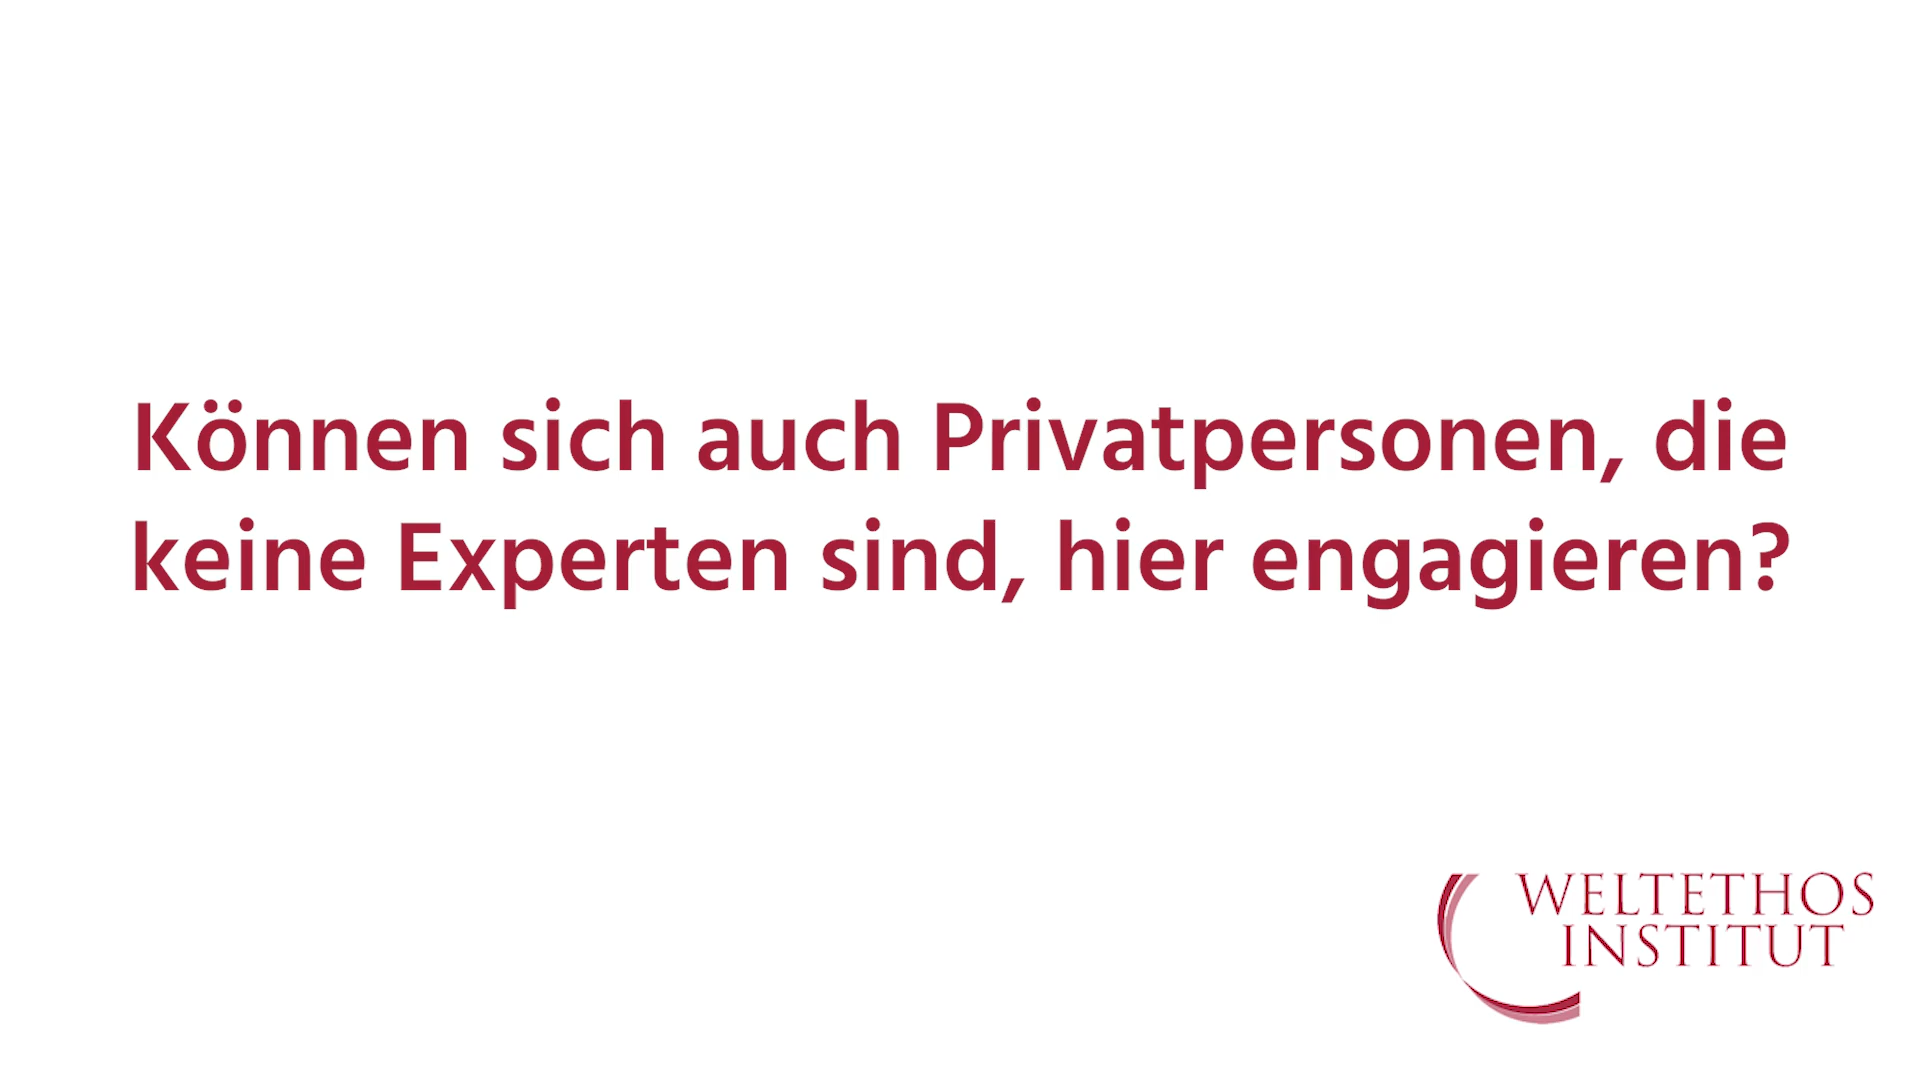 Können sich auch Privatpersonen, die
keine Experten sind, hier engagieren?
WELTETHOS
INSTITUT